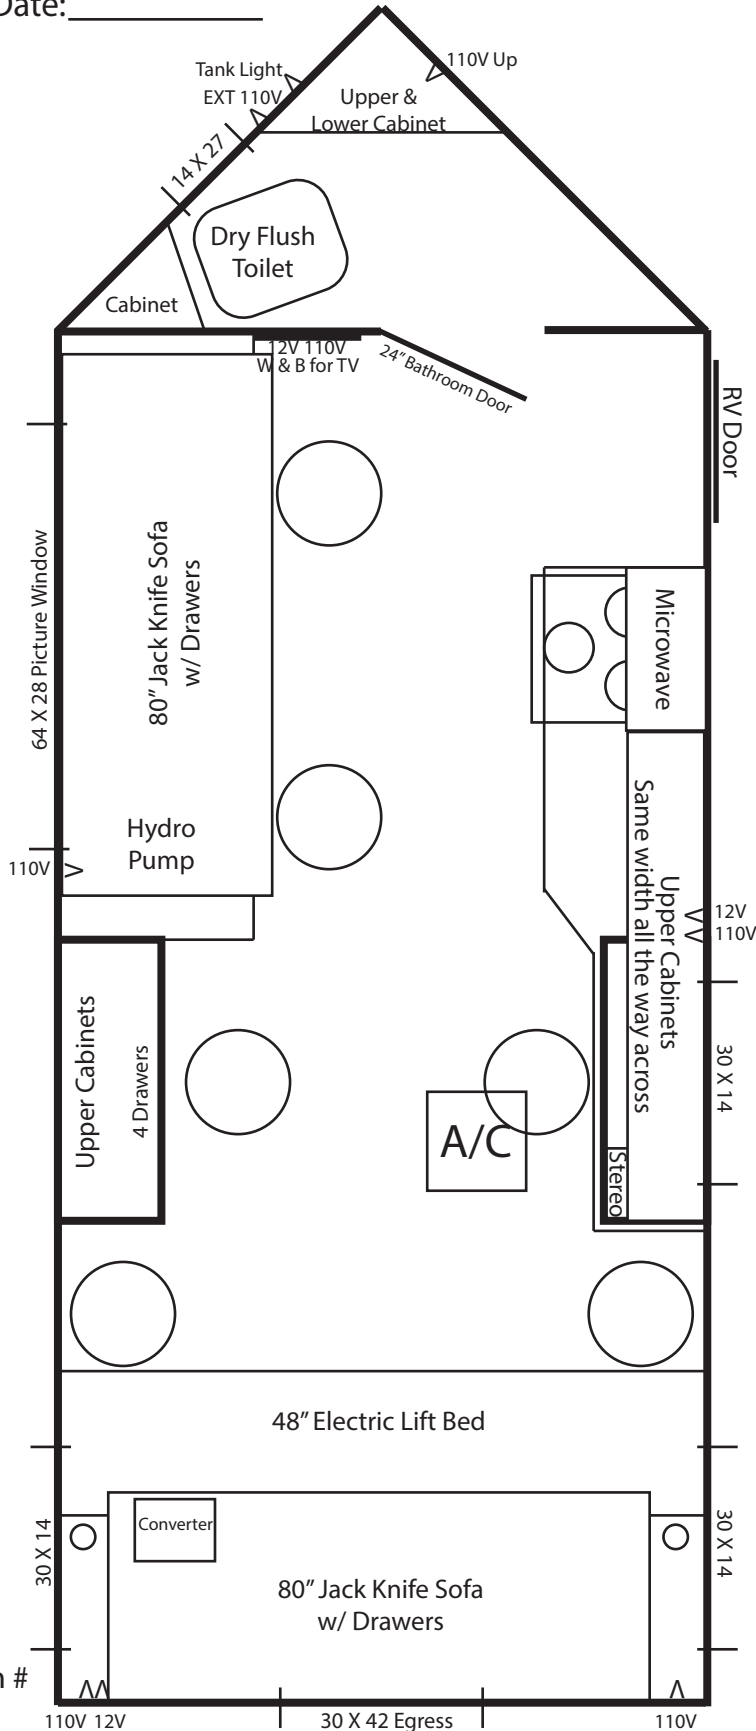 Date:
Tank Light
EXT 110V
110V Up
Upper &
Lower Cabinet
14 X 27
Dry Flush
Toilet
Cabinet
12V 110V
W & B for TV
24" Bathroom Door
RV Door
64 X 28 Picture Window
80" Jack Knife Sofa
w/ Drawers
Microwave
Hydro
Pump
110V
Upper Cabinets
Same width all the way across
12V
110V
Upper Cabinets
4 Drawers
30 X 14
A/C
Stereo
48" Electric Lift Bed
Converter
30 X 14
30 X 14
80" Jack Knife Sofa
w/ Drawers
#
110V 12V
30 X 42 Egress
110V